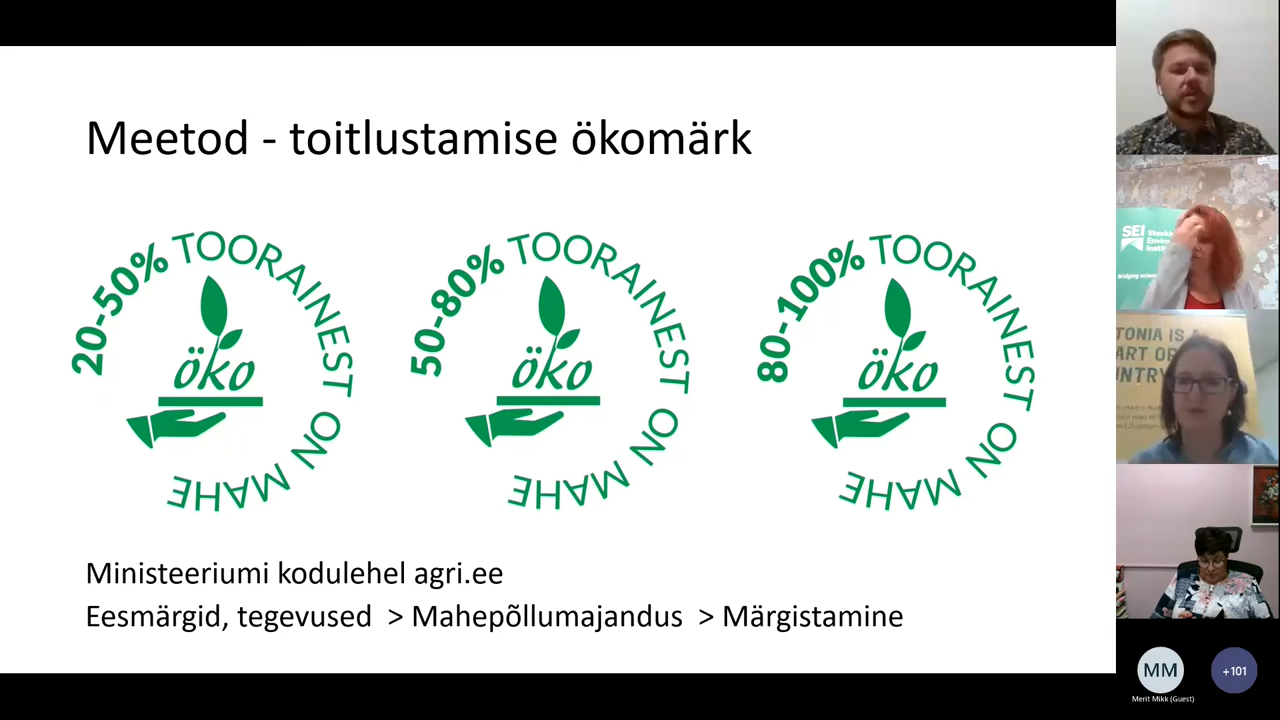 Meetod - toitlustamise ökomärk
20-50% TOORAINEST ON MAHE
öko
50-80% TOORAINEST ON MAHE
öko
80-100% TOORAINEST ON MAHE
öko
Ministeeriumi kodulehel agri.ee
Eesmärgid, tegevused > Mahepõllumajandus > Märgistamine
SEI
MM
+101
Merit Mikk (Guest)